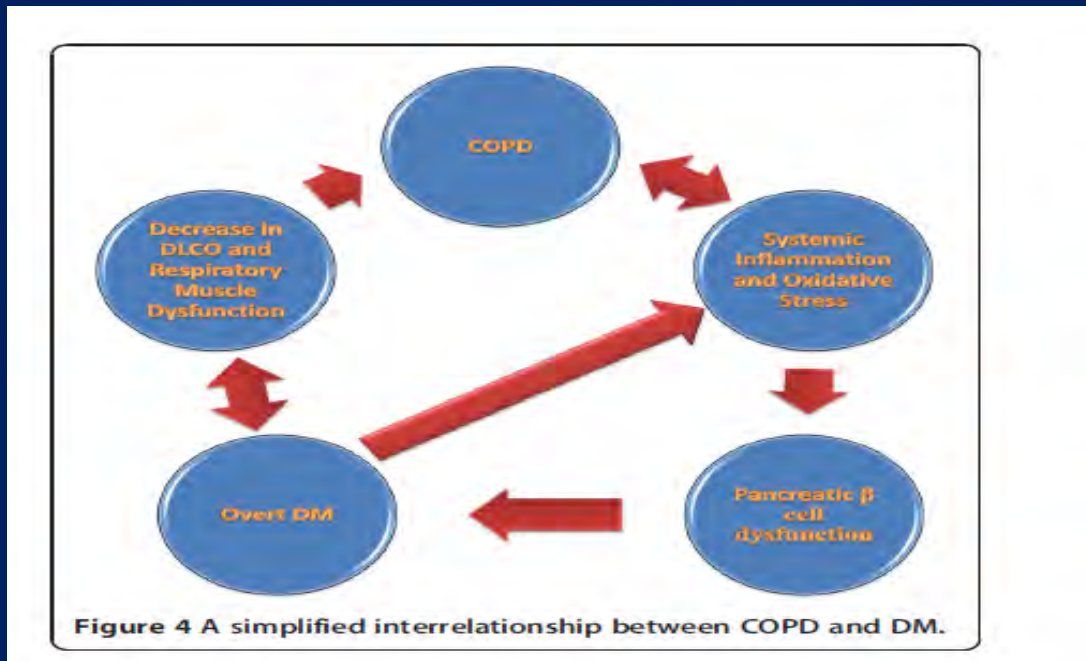 COPD
Decrease in
DLCO and
Respiratory
Muscle
Dysfunction
Systemic
Inflammation
and Oxidative
Stress
Overt DM
Pancreatic β
cell
dysfunction
Figure 4 A simplified interrelationship between COPD and DM.